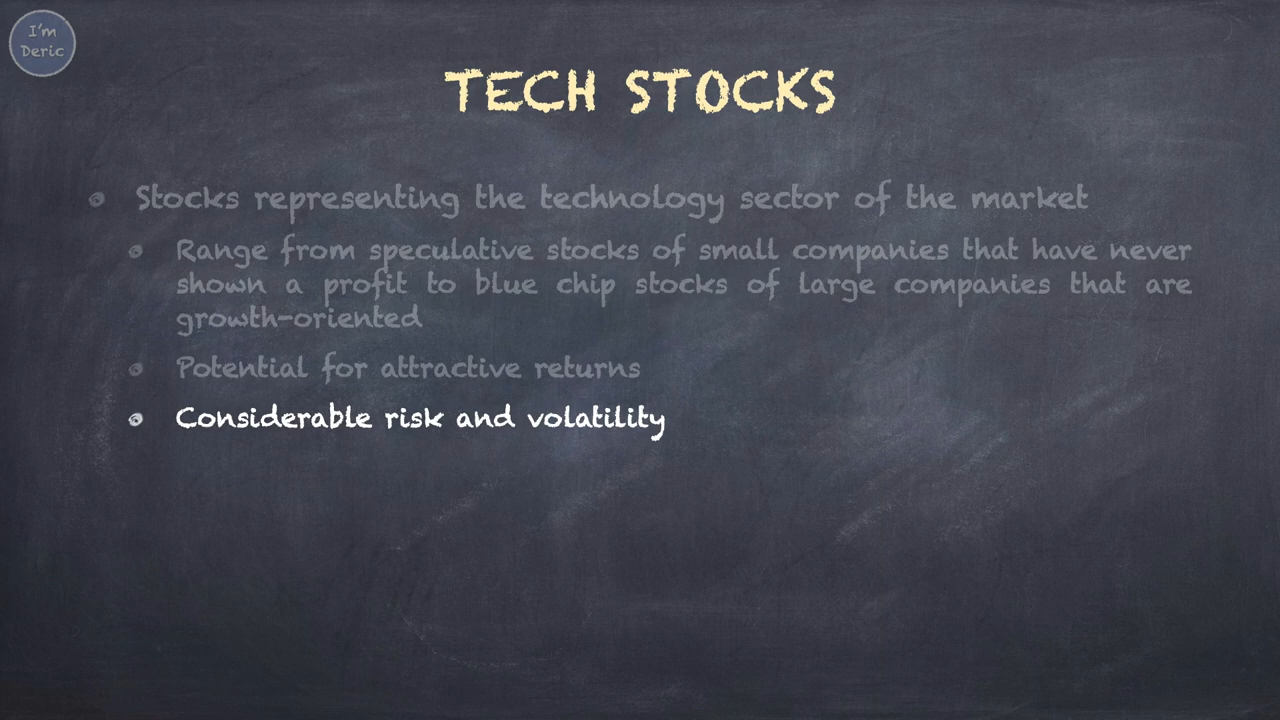 I'm
Deric
TECH STOCKS
Stocks representing the technology sector of the market
Range from speculative stocks of small companies that have never
shown a profit to blue chip stocks of large companies that are
growth-oriented
Potential for attractive returns
Considerable risk and volatility